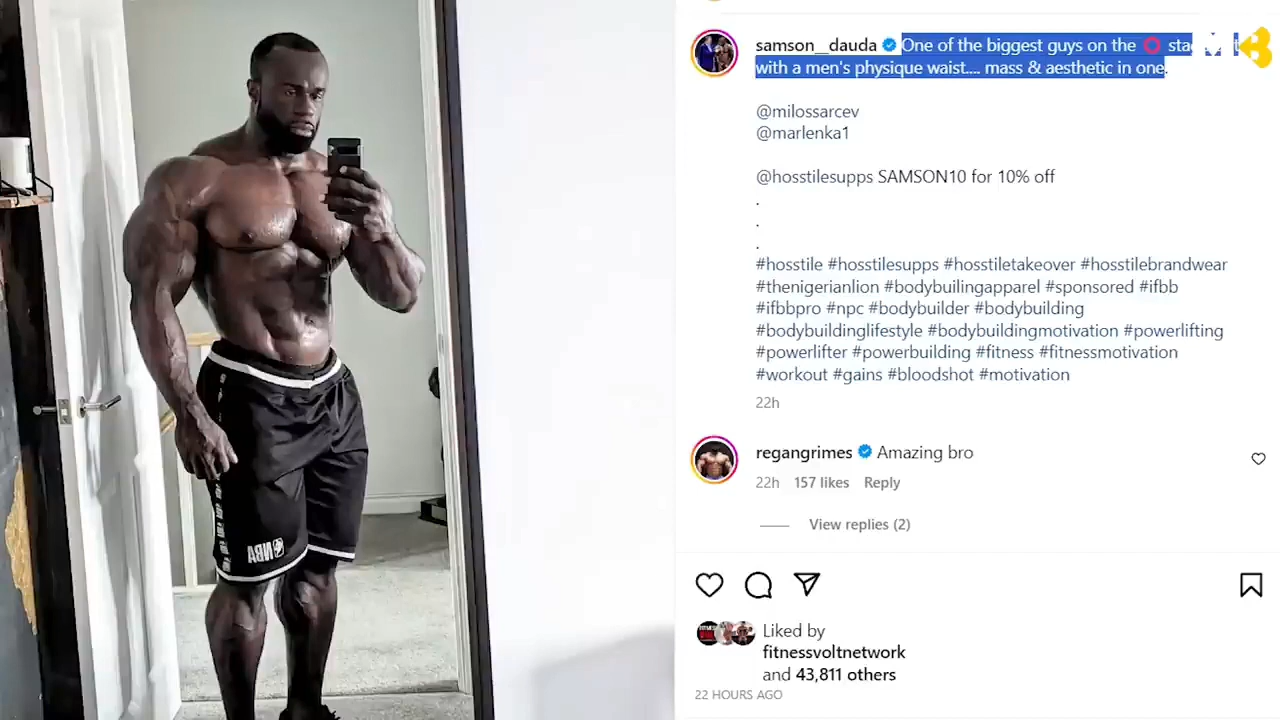 samson__dauda One of the biggest guys on the ⭕
with a men's physique waist.... mass & aesthetic in one.
@milossarcev
@marlenka1
@hosstilesupps SAMSON10 for 10% off
.
.
.
#hosstile #hosstilesupps #hosstiletakeover #hosstilebrandwear
#thenigerianlion #bodybuilingapparel #sponsored #ifbb
#ifbbpro #npc #bodybuilder #bodybuilding
#bodybuildinglifestyle #bodybuildingmotivation #powerlifting
#powerlifter #powerbuilding #fitness #fitnessmotivation
#workout #gains #bloodshot #motivation
22h
regangrimes Amazing bro
22h 157 likes Reply
View replies (2)
NBA
Liked by
fitnessvoltnetwork
and 43,811 others
22 HOURS AGO